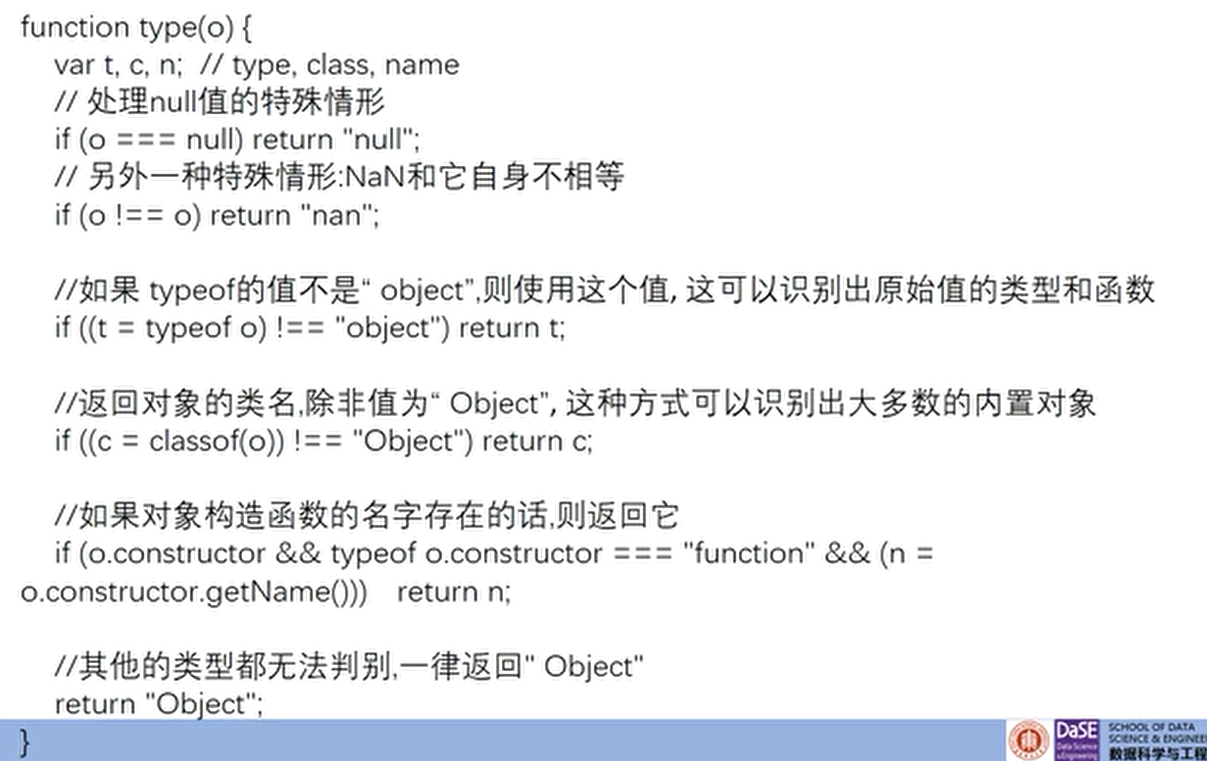 function type(o) {
var t, c, n;  // type, class, name
// 处理null值的特殊情形
if (o === null) return "null";
// 另外一种特殊情形:NaN和它自身不相等
if (o !== o) return "nan";
//如果 typeof的值不是“ object”,则使用这个值, 这可以识别出原始值的类型和函数
if ((t = typeof o) !== "object") return t;
//返回对象的类名,除非值为“ Object”, 这种方式可以识别出大多数的内置对象
if ((c = classof(o)) !== "Object") return c;
//如果对象构造函数的名字存在的话,则返回它
if (o.constructor && typeof o.constructor === "function" && (n =
o.constructor.getName()))    return n;
//其他的类型都无法判别,一律返回" Object"
return "Object";
}
DaSE
Data Science
& Engineering
SCHOOL OF DATA
SCIENCE & ENGINEE
数据科学与工程